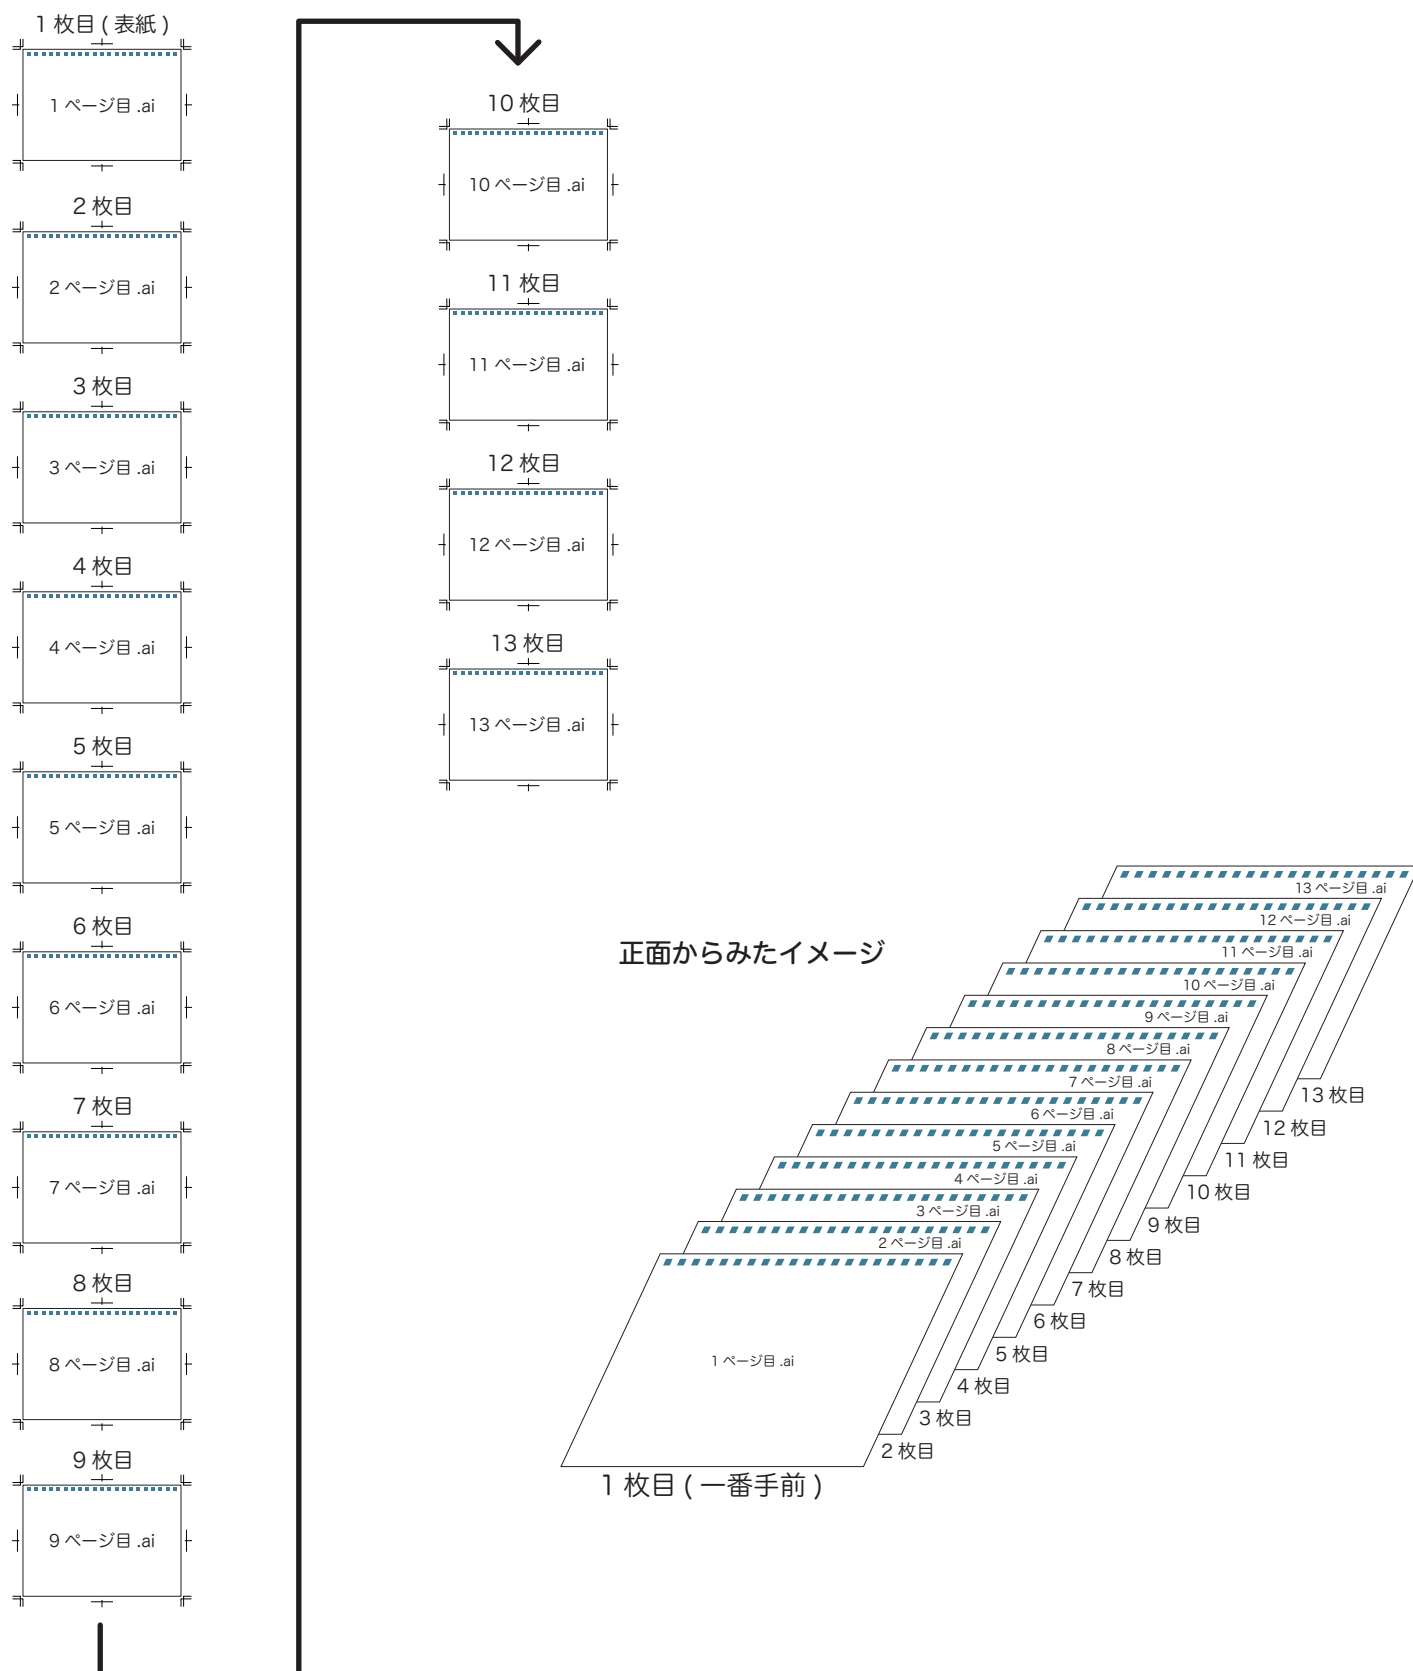 1 枚目 ( 表紙 )
1 ページ目 .ai
2 枚目
2 ページ目 .ai
3 枚目
3 ページ目 .ai
4 枚目
4 ページ目 .ai
5 枚目
5 ページ目 .ai
6 枚目
6 ページ目 .ai
7 枚目
7 ページ目 .ai
8 枚目
8 ページ目 .ai
9 枚目
9 ページ目 .ai
10 枚目
10 ページ目 .ai
11 枚目
11 ページ目 .ai
12 枚目
12 ページ目 .ai
13 枚目
13 ページ目 .ai
正面からみたイメージ
13 ページ目 .ai
12 ページ目 .ai
11 ページ目 .ai
10 ページ目 .ai
9 ページ目 .ai
8 ページ目 .ai
7 ページ目 .ai
6 ページ目 .ai
5 ページ目 .ai
4 ページ目 .ai
3 ページ目 .ai
2 ページ目 .ai
1 ページ目 .ai
13 枚目
12 枚目
11 枚目
10 枚目
9 枚目
8 枚目
7 枚目
6 枚目
5 枚目
4 枚目
3 枚目
2 枚目
1 枚目 ( 一番手前 )